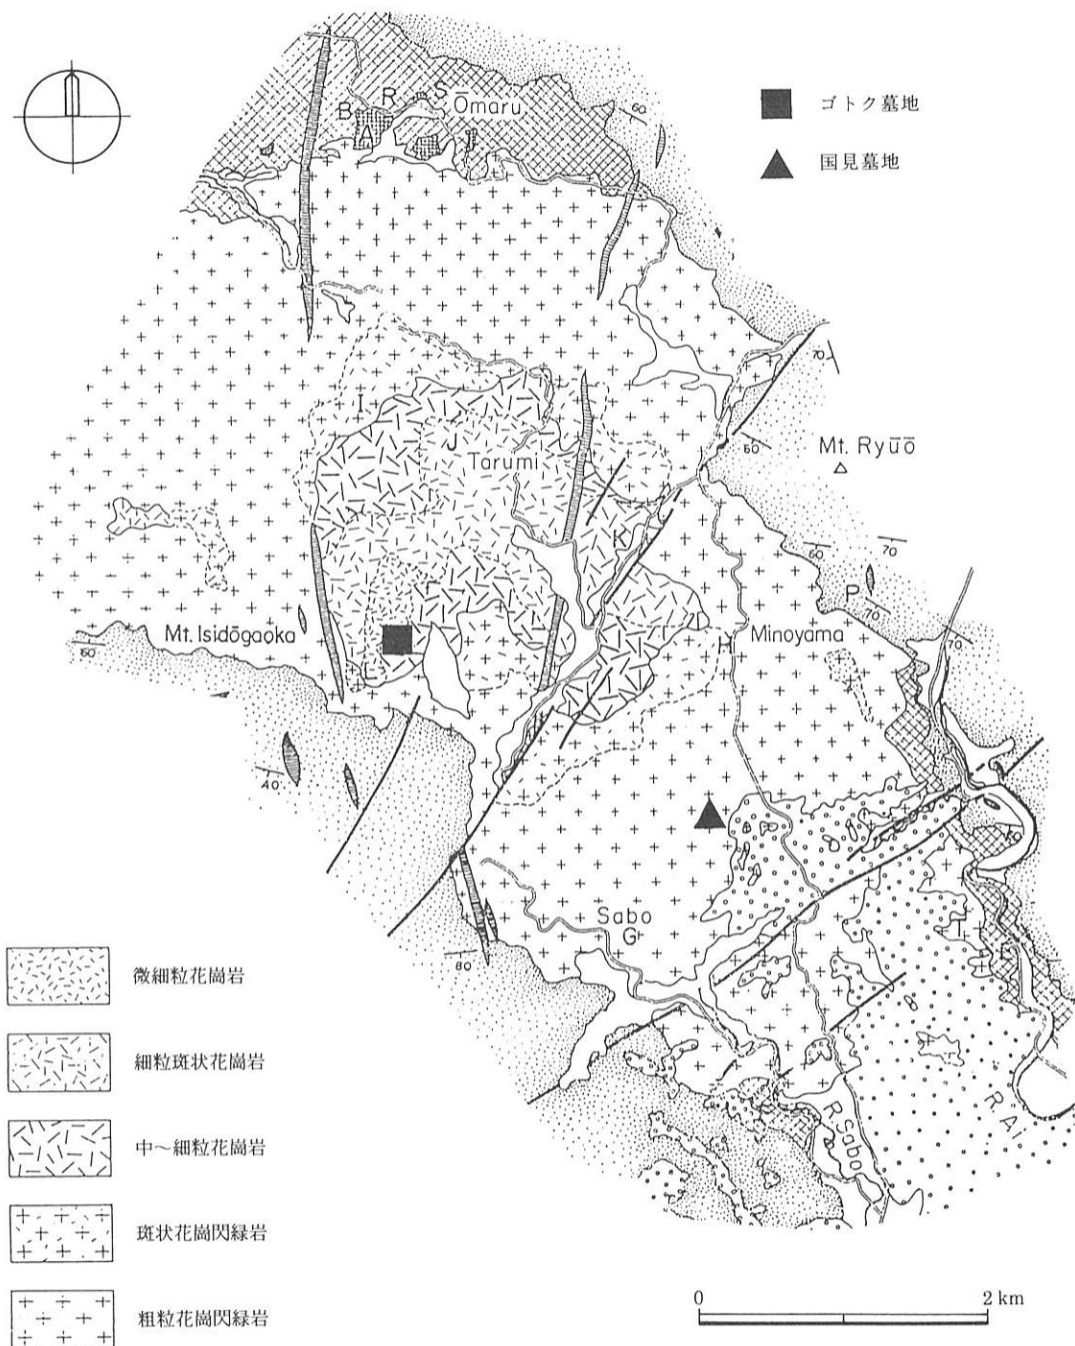 ゴトク墓地
国見墓地
60
B R S
Ōmaru
A
70
60
Mt. Ryūō
I
J
Tarumi
K
60
70
P
70
Mt. Isidōgaoka
60
L
H
Minoyama
70
40
Sabo
G
80
微細粒花崗岩
細粒斑状花崗岩
中〜細粒花崗岩
斑状花崗閃緑岩
粗粒花崗閃緑岩
R. Ai
R. Sabo
0 2 km